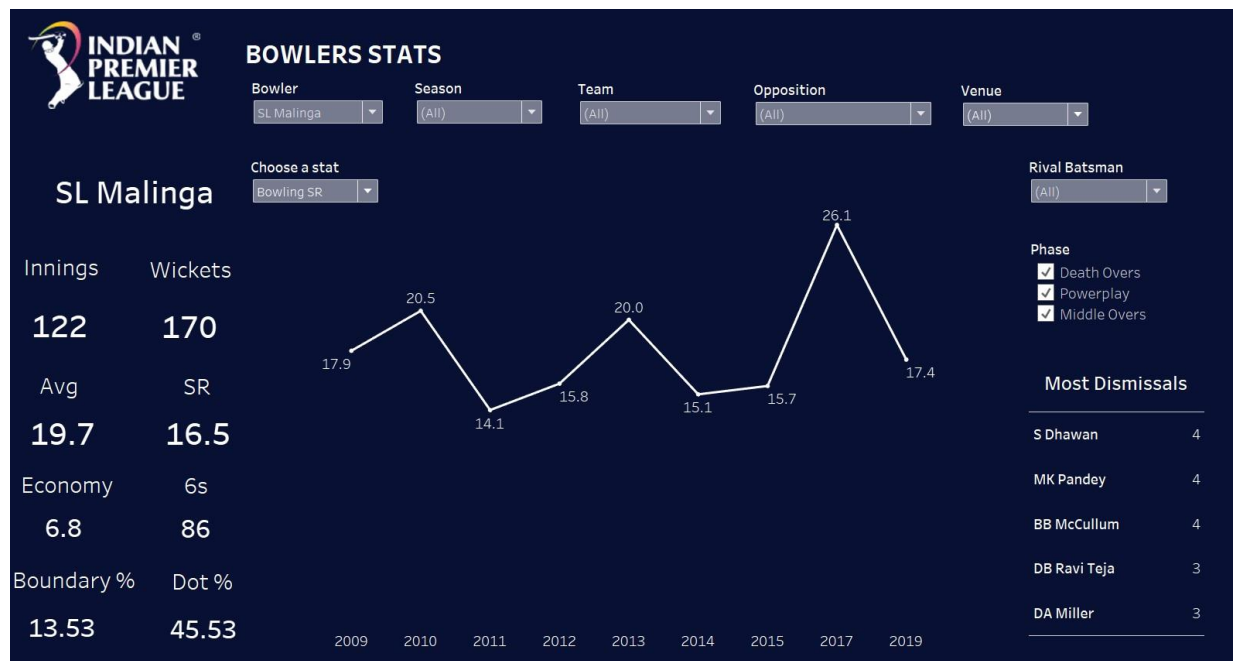 INDIAN ®
PREMIER
LEAGUE
BOWLERS STATS
Bowler Season Team Opposition Venue
SL Malinga (All) (All) (All) (All)
SL Malinga
Choose a stat
Bowling SR
Rival Batsman
(All)
Phase
Death Overs
Powerplay
Middle Overs
Innings Wickets
122 170
Avg SR
19.7 16.5
Economy 6s
6.8 86
Boundary % Dot %
13.53 45.53
17.9 20.5 14.1 15.8 20.0 15.1 15.7 26.1 17.4
2009 2010 2011 2012 2013 2014 2015 2017 2019
Most Dismissals
S Dhawan 4
MK Pandey 4
BB McCullum 4
DB Ravi Teja 3
DA Miller 3